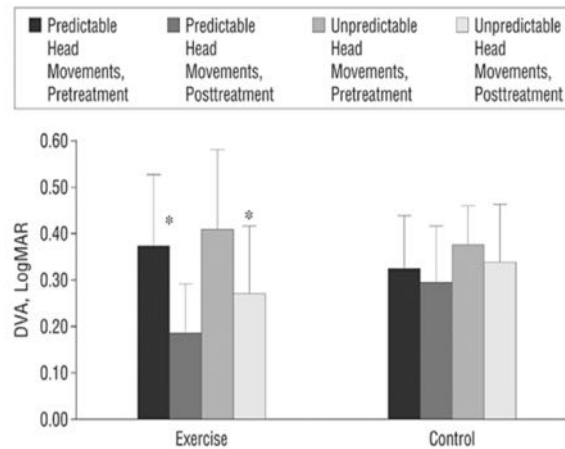 Predictable Head Movements, Pretreatment
Predictable Head Movements, Posttreatment
Unpredictable Head Movements, Pretreatment
Unpredictable Head Movements, Posttreatment
DVA, LogMAR
0.60
0.50
0.40
0.30
0.20
0.10
0.00
*
*
Exercise
Control